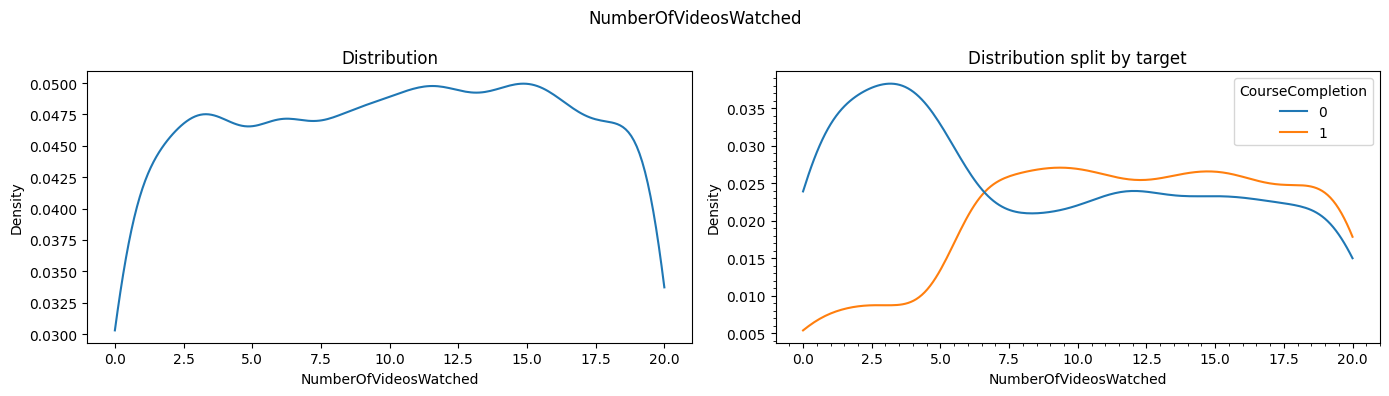 NumberOfVideosWatched
Distribution
Density
0.0500
0.0475
0.0450
0.0425
0.0400
0.0375
0.0350
0.0325
0.0300
0.0 2.5 5.0 7.5 10.0 12.5 15.0 17.5 20.0
NumberOfVideosWatched
Distribution split by target
Density
0.035
0.030
0.025
0.020
0.015
0.010
0.005
CourseCompletion
0
1
0.0 2.5 5.0 7.5 10.0 12.5 15.0 17.5 20.0
NumberOfVideosWatched